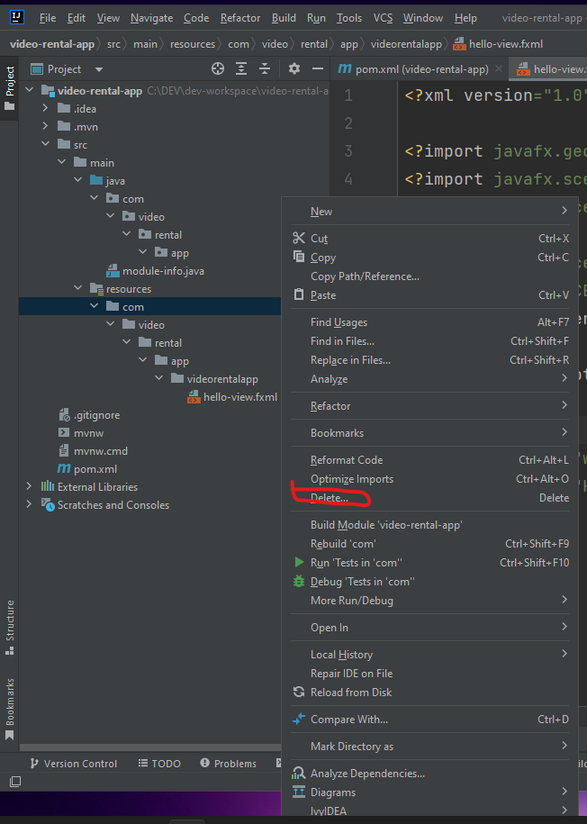 IJ File Edit View Navigate Code Refactor Build Run Tools VCS Window Help video-rental-app
video-rental-app src main resources com video rental app videorentalapp hello-view.fxml
Project
Project
pom.xml (video-rental-app)
hello-view.
video-rental-app C:\DEV\dev-workspace\video-rental-a
.idea
.mvn
src
main
java
com
video
rental
app
module-info.java
resources
com
video
rental
app
videorentalapp
hello-view.fxml
.gitignore
mvnw
mvnw.cmd
pom.xml
External Libraries
Scratches and Consoles
1 <?xml version="1.0"
2
3 <?import javafx.geo
4 <?import javafx.sce
New
Cut Ctrl+X
Copy Ctrl+C
Copy Path/Reference...
Paste Ctrl+V
Find Usages Alt+F7
Find in Files... Ctrl+Shift+F
Replace in Files... Ctrl+Shift+R
Analyze
Refactor
Bookmarks
Reformat Code Ctrl+Alt+L
Optimize Imports Ctrl+Alt+O
Delete... Delete
Build Module 'video-rental-app'
Rebuild 'com' Ctrl+Shift+F9
Run 'Tests in 'com'' Ctrl+Shift+F10
Debug 'Tests in 'com''
More Run/Debug
Open In
Local History
Repair IDE on File
Reload from Disk
Compare With... Ctrl+D
Mark Directory as
Analyze Dependencies...
Diagrams
IvyIDEA
Structure
Bookmarks
Version Control TODO Problems